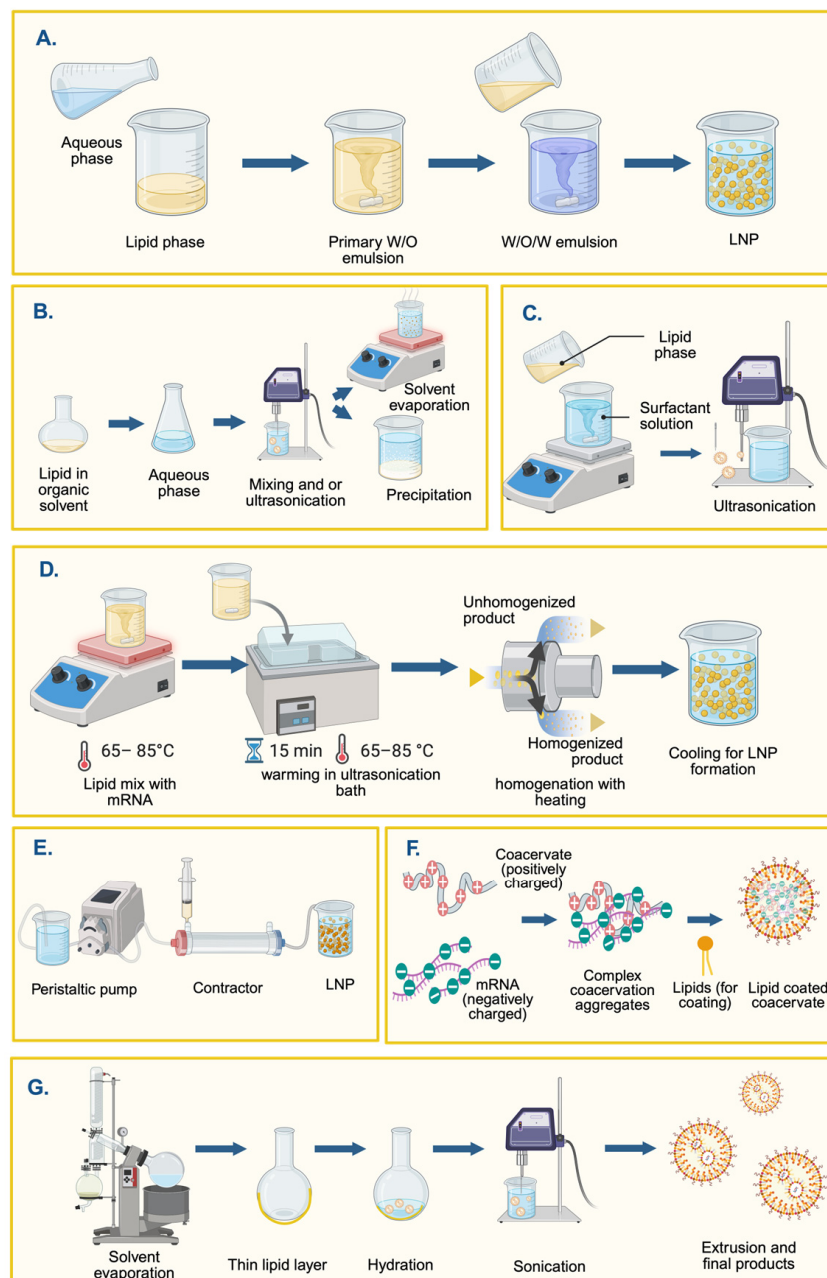 A.
Aqueous
phase
Lipid phase
Primary W/O
emulsion
W/O/W emulsion
LNP
B.
Lipid in
organic
solvent
Aqueous
phase
Mixing and or
ultrasonication
Solvent
evaporation
Precipitation
C.
Lipid
phase
Surfactant
solution
Ultrasonication
D.
65– 85°C
Lipid mix with
mRNA
15 min
65–85 °C
warming in ultrasonication
bath
Unhomogenized
product
Homogenized
product
homogenation with
heating
Cooling for LNP
formation
E.
Peristaltic pump
Contractor
LNP
F.
Coacervate
(positively
charged)
mRNA
(negatively
charged)
Complex
coacervation
aggregates
Lipids (for
coating)
Lipid coated
coacervate
G.
Solvent
evaporation
Thin lipid layer
Hydration
Sonication
Extrusion and
final products